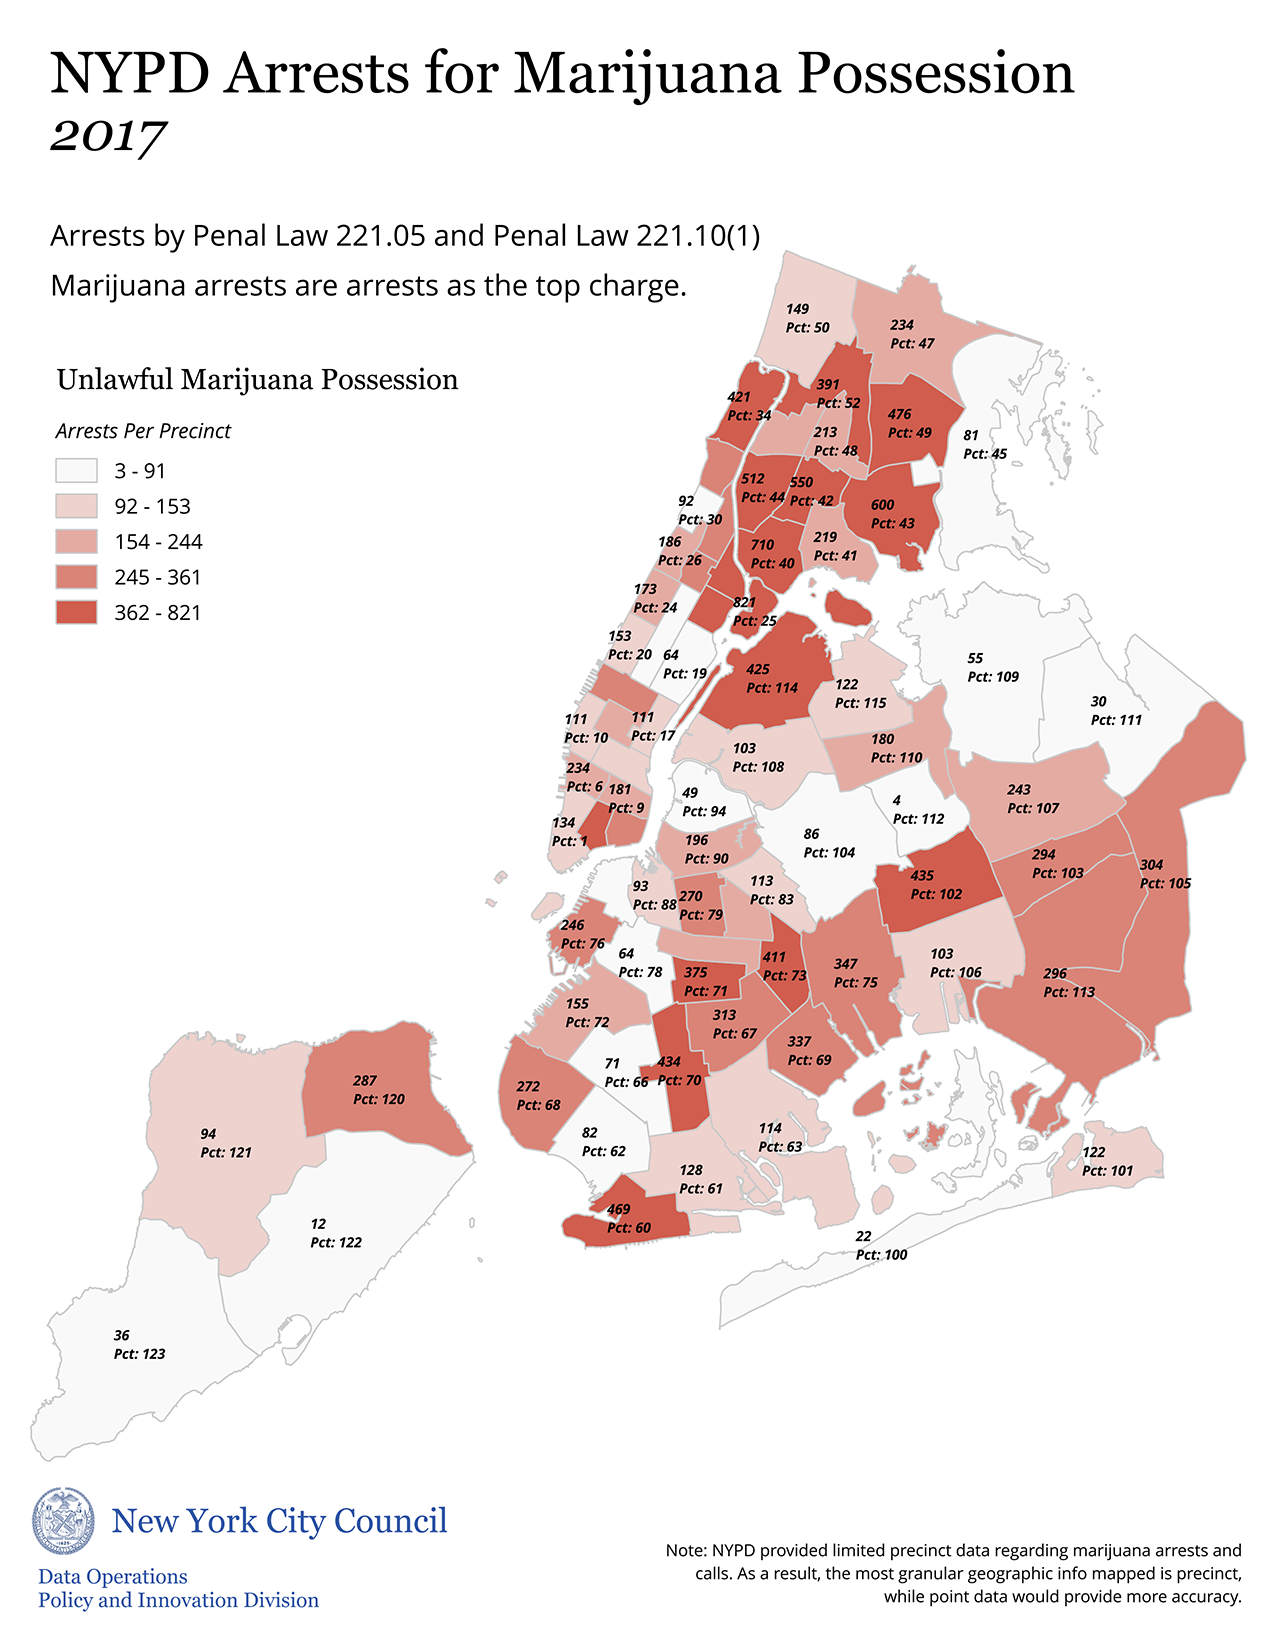 NYPD Arrests for Marijuana Possession
2017
Arrests by Penal Law 221.05 and Penal Law 221.10(1)
Marijuana arrests are arrests as the top charge.
Unlawful Marijuana Possession
Arrests Per Precinct
3 - 91
92 - 153
154 - 244
245 - 361
362 - 821
149
Pct: 50
234
Pct: 47
391
Pct: 52
421
Pct: 34
476
Pct: 49
213
Pct: 48
81
Pct: 45
512
Pct: 44
550
Pct: 42
92
Pct: 30
600
Pct: 43
186
Pct: 26
710
Pct: 40
219
Pct: 41
173
Pct: 24
821
Pct: 25
153
Pct: 20
64
Pct: 19
425
Pct: 114
122
Pct: 115
55
Pct: 109
30
Pct: 111
111
Pct: 10
111
Pct: 17
103
Pct: 108
180
Pct: 110
234
Pct: 6
181
Pct: 9
49
Pct: 94
4
Pct: 112
243
Pct: 107
134
Pct: 1
196
Pct: 90
86
Pct: 104
294
Pct: 103
304
Pct: 105
93
Pct: 88
270
Pct: 79
113
Pct: 83
435
Pct: 102
246
Pct: 76
64
Pct: 78
375
Pct: 71
411
Pct: 73
347
Pct: 75
103
Pct: 106
296
Pct: 113
155
Pct: 72
313
Pct: 67
337
Pct: 69
71
Pct: 66
434
Pct: 70
272
Pct: 68
82
Pct: 62
114
Pct: 63
128
Pct: 61
122
Pct: 101
469
Pct: 60
22
Pct: 100
287
Pct: 120
94
Pct: 121
12
Pct: 122
36
Pct: 123
New York City Council
Data Operations
Policy and Innovation Division
Note: NYPD provided limited precinct data regarding marijuana arrests and
calls. As a result, the most granular geographic info mapped is precinct,
while point data would provide more accuracy.